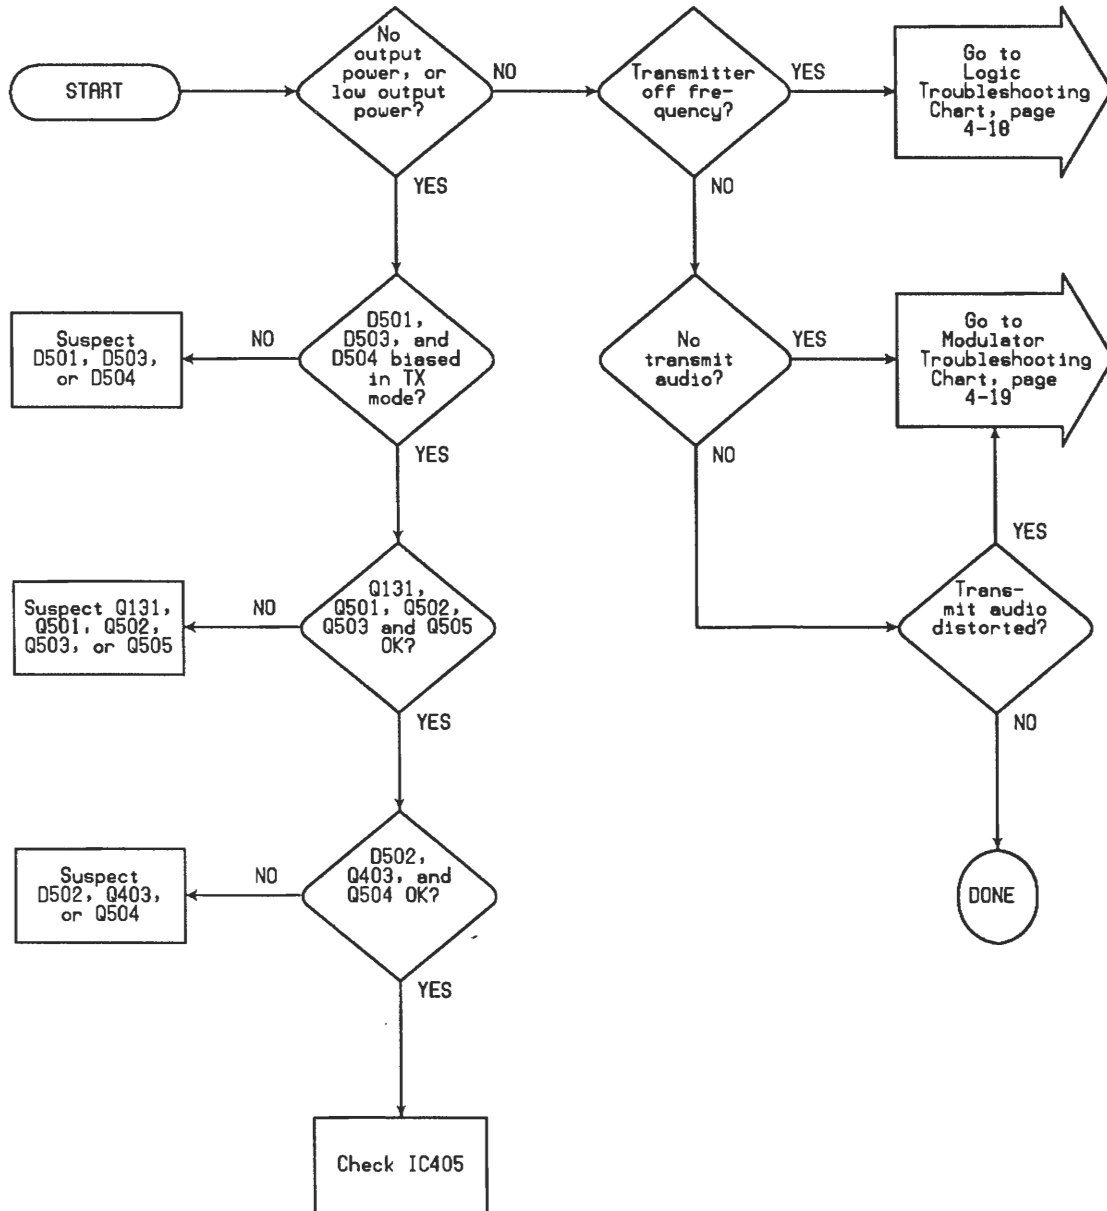 START
No
output
power, or
low output
power?
NO
YES
Transmitter
off fre-
quency?
YES
NO
Go to
Logic
Troubleshooting
Chart, page
4-18
D501,
D503, and
D504 biased
in TX
mode?
NO
YES
Suspect
D501, D503,
or D504
No
transmit
audio?
YES
NO
Go to
Modulator
Troubleshooting
Chart, page
4-19
Q131,
Q501, Q502,
Q503 and Q505
OK?
NO
YES
Suspect Q131,
Q501, Q502,
Q503, or Q505
YES
Trans-
mit audio
distorted?
NO
D502,
Q403, and
Q504 OK?
NO
YES
Suspect
D502, Q403,
or Q504
DONE
Check IC405